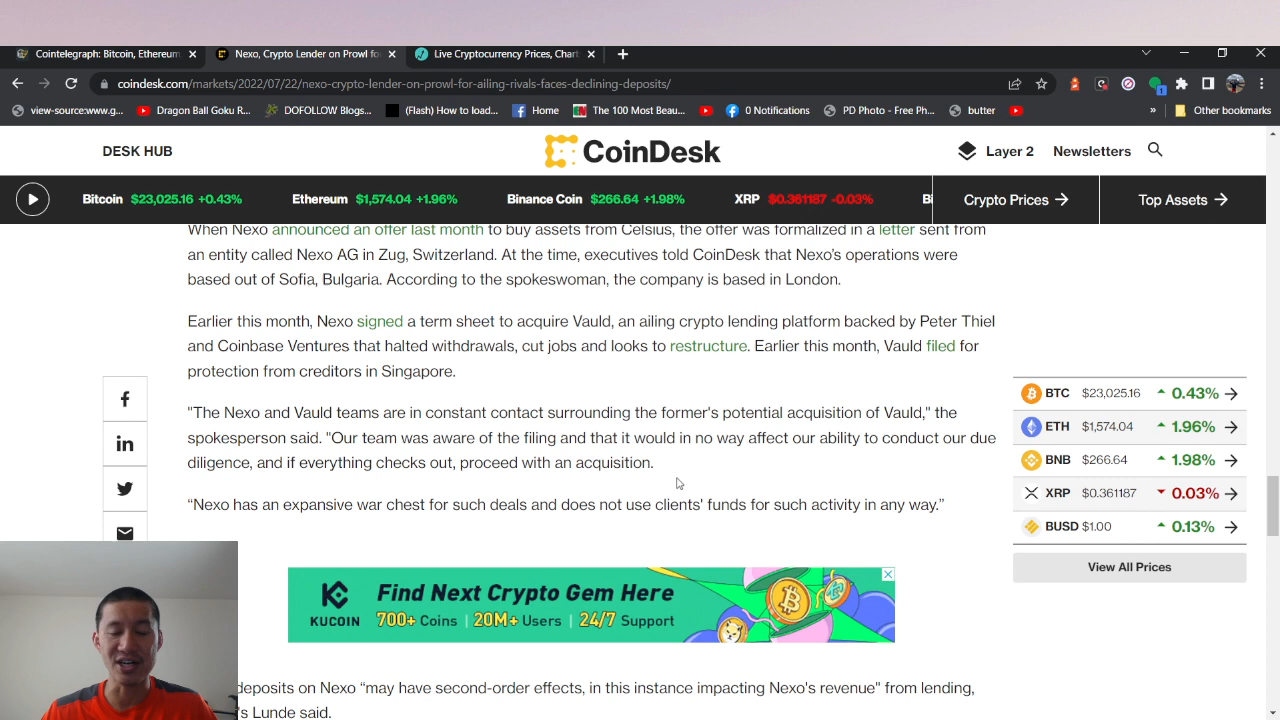 Cointelegraph: Bitcoin, Ethereum
Nexo, Crypto Lender on Prowl fo
Live Cryptocurrency Prices, Chart
coindesk.com/markets/2022/07/22/nexo-crypto-lender-on-prowl-for-ailing-rivals-faces-declining-deposits/
view-source:www.g...
Dragon Ball Goku R...
DOFOLLOW Blogs...
(Flash) How to load...
Home
The 100 Most Beau...
0 Notifications
PD Photo - Free Ph...
butter
»
Other bookmarks
DESK HUB
CoinDesk
Layer 2
Newsletters
Bitcoin $23,025.16 +0.43%
Ethereum $1,574.04 +1.96%
Binance Coin $266.64 +1.98%
XRP $0.361187 -0.03%
Bi
Crypto Prices →
Top Assets →
When Nexo announced an offer last month to buy assets from Celsius, the offer was formalized in a letter sent from
an entity called Nexo AG in Zug, Switzerland. At the time, executives told CoinDesk that Nexo's operations were
based out of Sofia, Bulgaria. According to the spokeswoman, the company is based in London.
Earlier this month, Nexo signed a term sheet to acquire Vauld, an ailing crypto lending platform backed by Peter Thiel
and Coinbase Ventures that halted withdrawals, cut jobs and looks to restructure. Earlier this month, Vauld filed for
protection from creditors in Singapore.
"The Nexo and Vauld teams are in constant contact surrounding the former's potential acquisition of Vauld," the
spokesperson said. "Our team was aware of the filing and that it would in no way affect our ability to conduct our due
diligence, and if everything checks out, proceed with an acquisition.
“Nexo has an expansive war chest for such deals and does not use clients' funds for such activity in any way.”
BTC $23,025.16 0.43% →
ETH $1,574.04 1.96% →
BNB $266.64 1.98% →
XRP $0.361187 0.03% →
BUSD $1.00 0.13% →
View All Prices
KUCOIN
Find Next Crypto Gem Here
700+ Coins | 20M+ Users | 24/7 Support
deposits on Nexo “may have second-order effects, in this instance impacting Nexo's revenue" from lending,
's Lunde said.